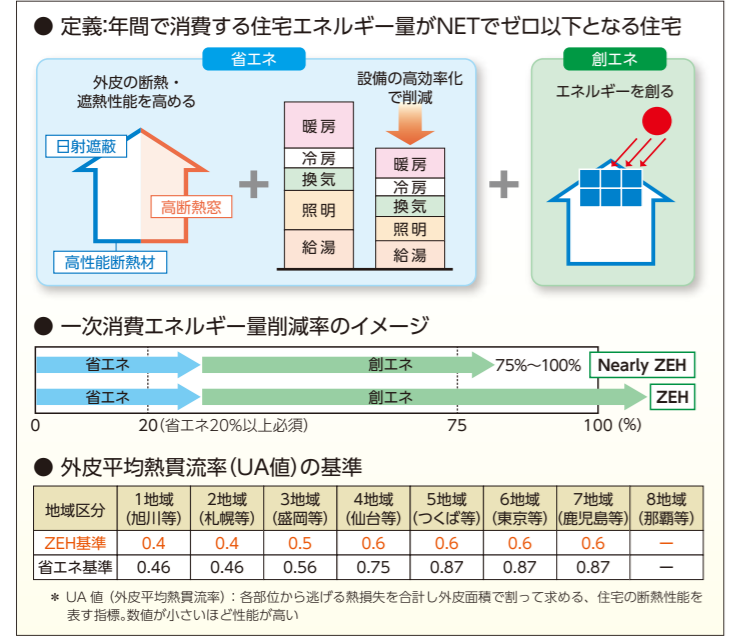 ● 定義:年間で消費する住宅エネルギー量がNETでゼロ以下となる住宅
省エネ
外皮の断熱・
遮熱性能を高める
日射遮蔽
高断熱窓
高性能断熱材
+
設備の高効率化
で削減
暖房
冷房
換気
照明
給湯
暖房
冷房
換気
照明
給湯
+
創エネ
エネルギーを創る
● 一次消費エネルギー量削減率のイメージ
省エネ 創エネ 75%～100% Nearly ZEH
省エネ 創エネ ZEH
0 20(省エネ20%以上必須) 75 100 (%)
● 外皮平均熱貫流率(UA値)の基準
地域区分 1地域(旭川等) 2地域(札幌等) 3地域(盛岡等) 4地域(仙台等) 5地域(つくば等) 6地域(東京等) 7地域(鹿児島等) 8地域(那覇等)
ZEH基準 0.4 0.4 0.5 0.6 0.6 0.6 0.6 ー
省エネ基準 0.46 0.46 0.56 0.75 0.87 0.87 0.87 ー
＊ UA 値（外皮平均熱貫流率）：各部位から逃げる熱損失を合計し外皮面積で割って求める、住宅の断熱性能を
表す指標。数値が小さいほど性能が高い